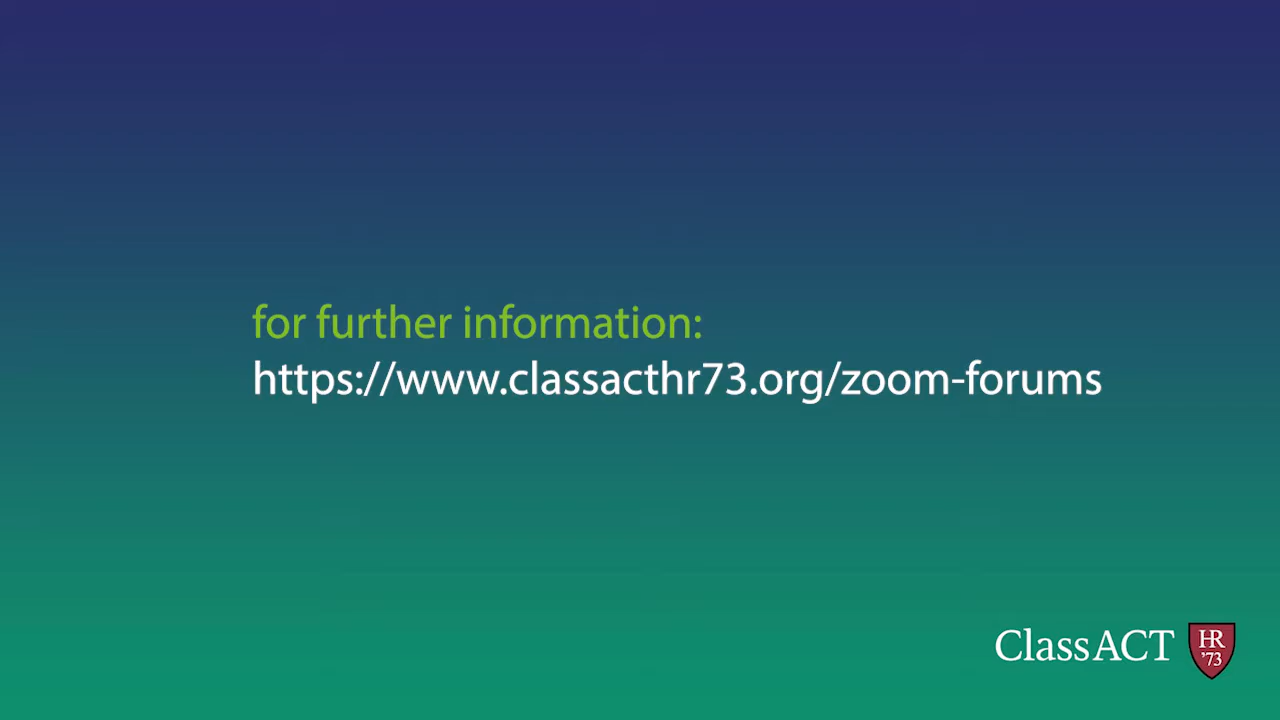 for further information:
https://www.classacthr73.org/zoom-forums
ClassACT
HR
'73